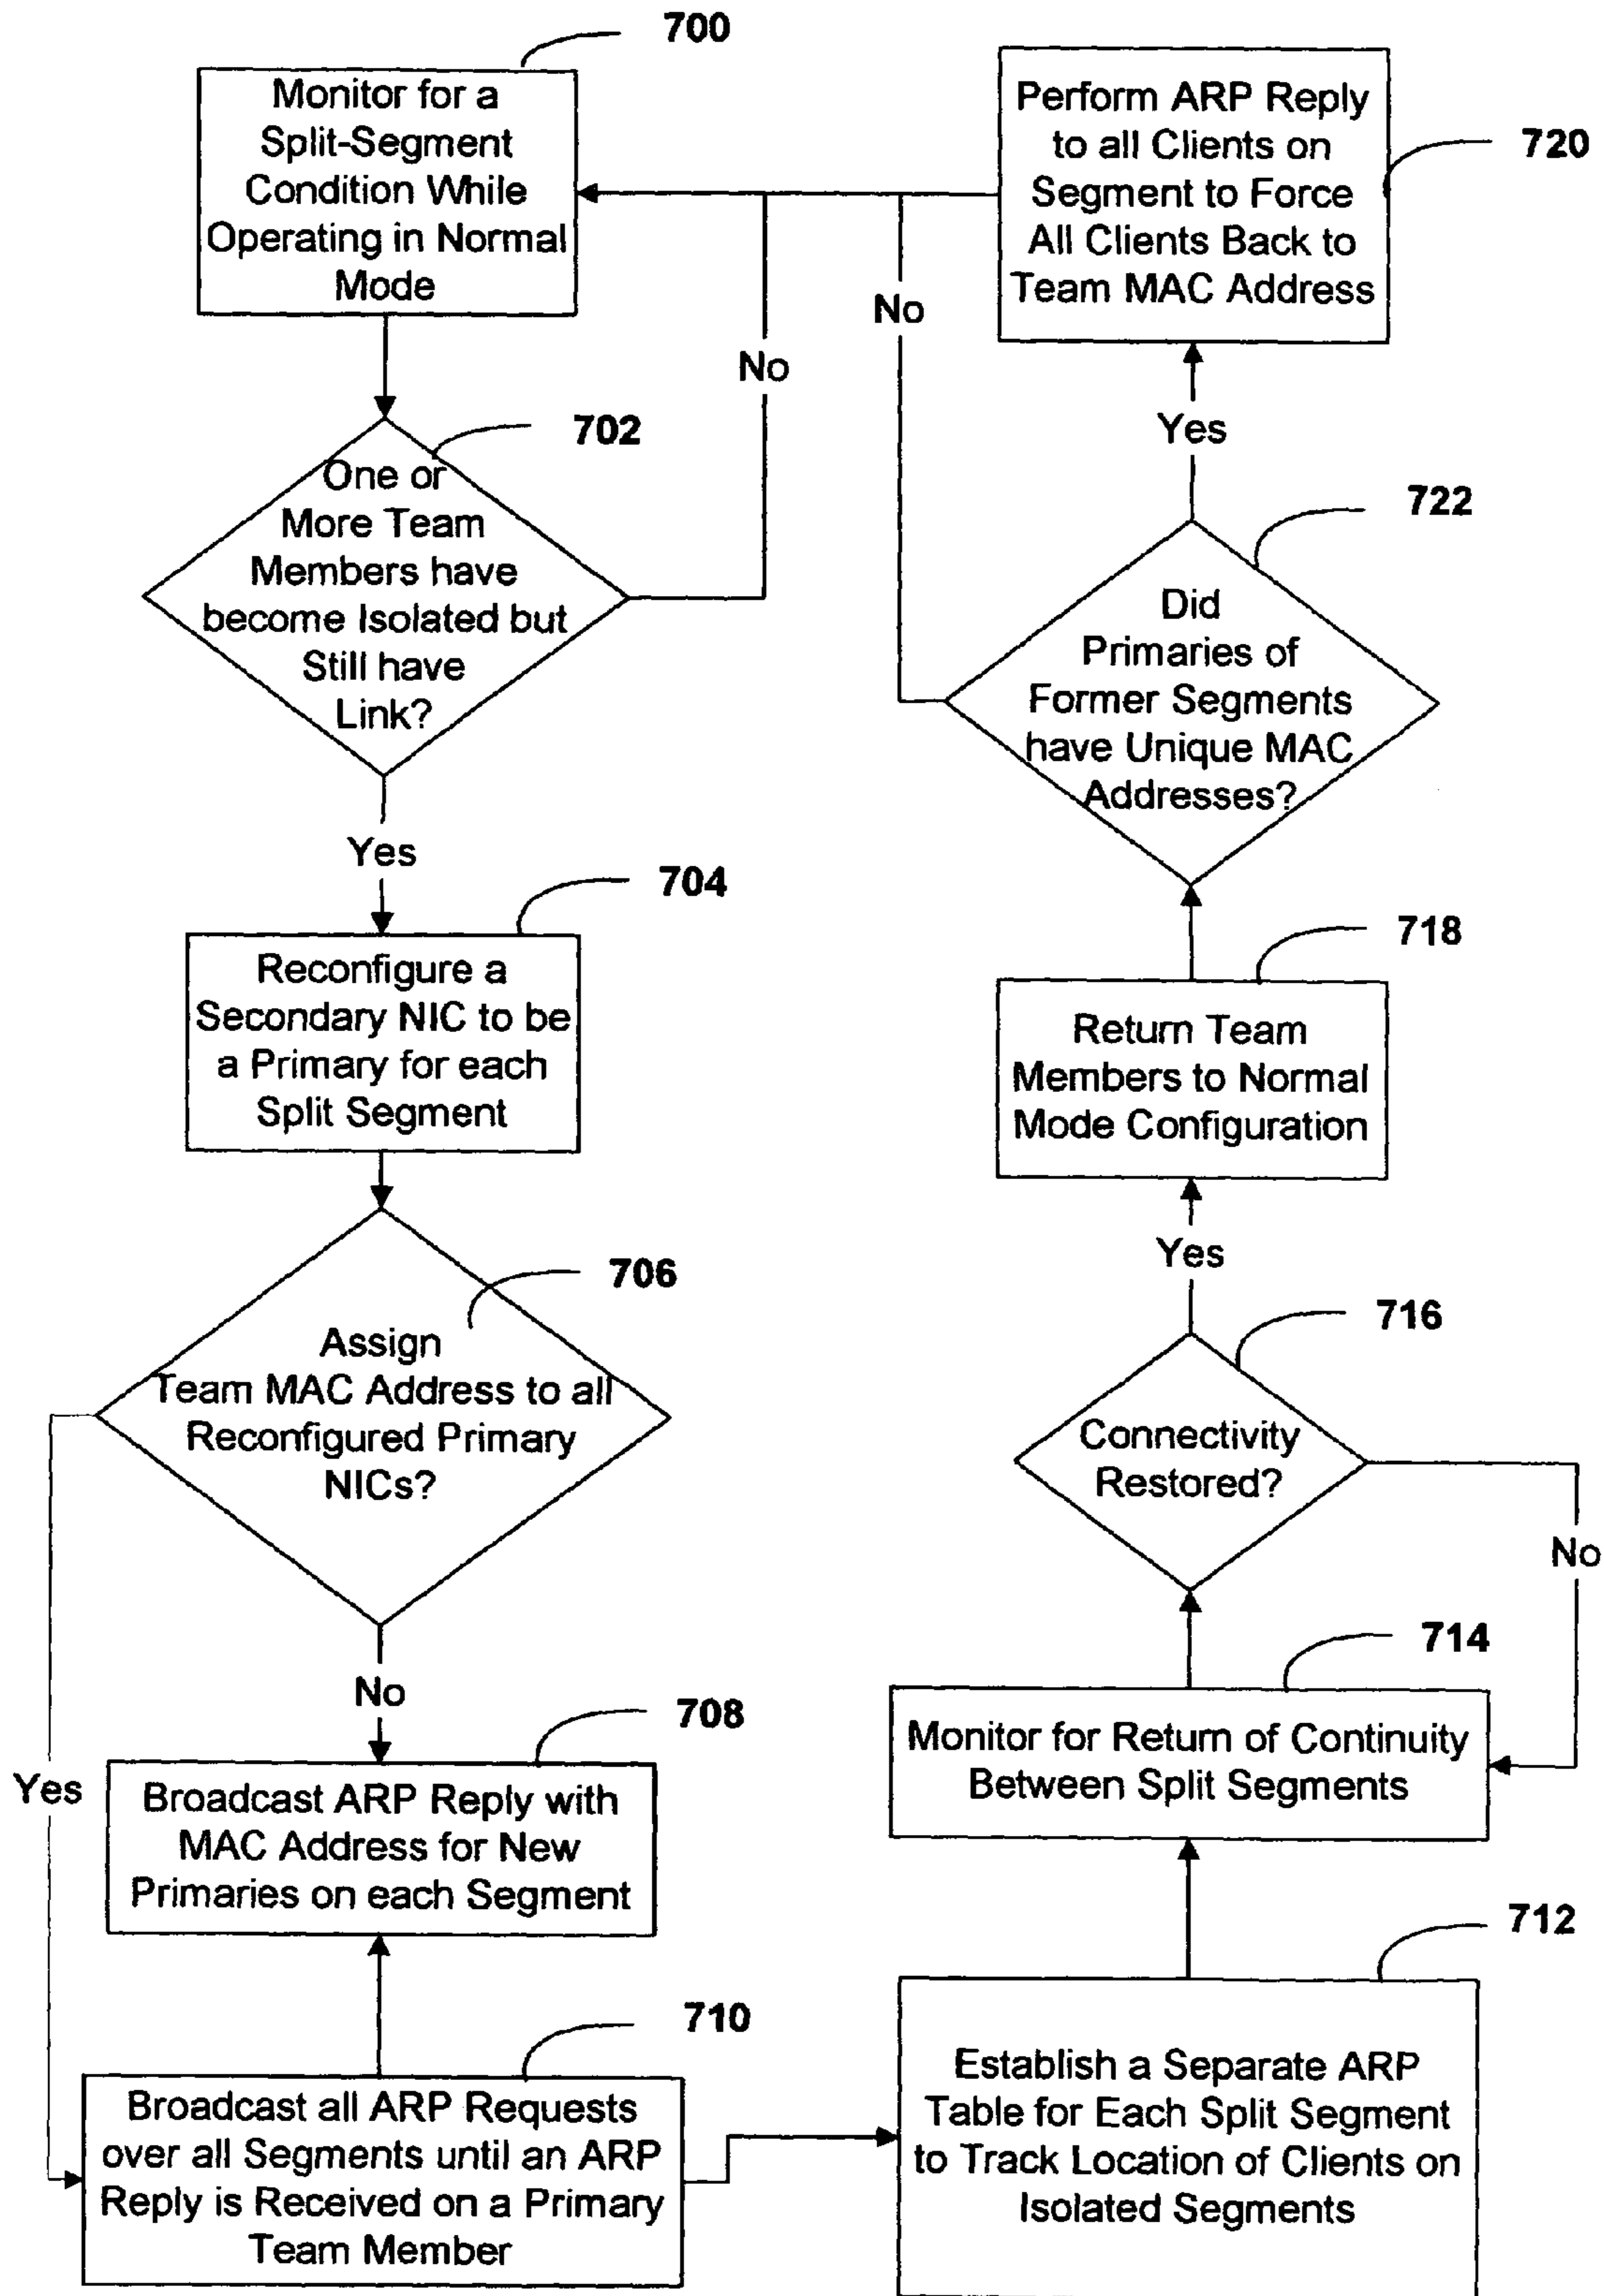 700
Monitor for a
Split-Segment
Condition While
Operating in Normal
Mode
No
702
One or
More Team
Members have
become Isolated but
Still have
Link?
Yes
704
Reconfigure a
Secondary NIC to be
a Primary for each
Split Segment
706
Assign
Team MAC Address to all
Reconfigured Primary
NICs?
No
Yes
708
Broadcast ARP Reply with
MAC Address for New
Primaries on each Segment
710
Broadcast all ARP Requests
over all Segments until an ARP
Reply is Received on a Primary
Team Member
712
Establish a Separate ARP
Table for Each Split Segment
to Track Location of Clients on
Isolated Segments
714
Monitor for Return of Continuity
Between Split Segments
716
Connectivity
Restored?
No
Yes
718
Return Team
Members to Normal
Mode Configuration
722
Did
Primaries of
Former Segments
have Unique MAC
Addresses?
No
Yes
720
Perform ARP Reply
to all Clients on
Segment to Force
All Clients Back to
Team MAC Address